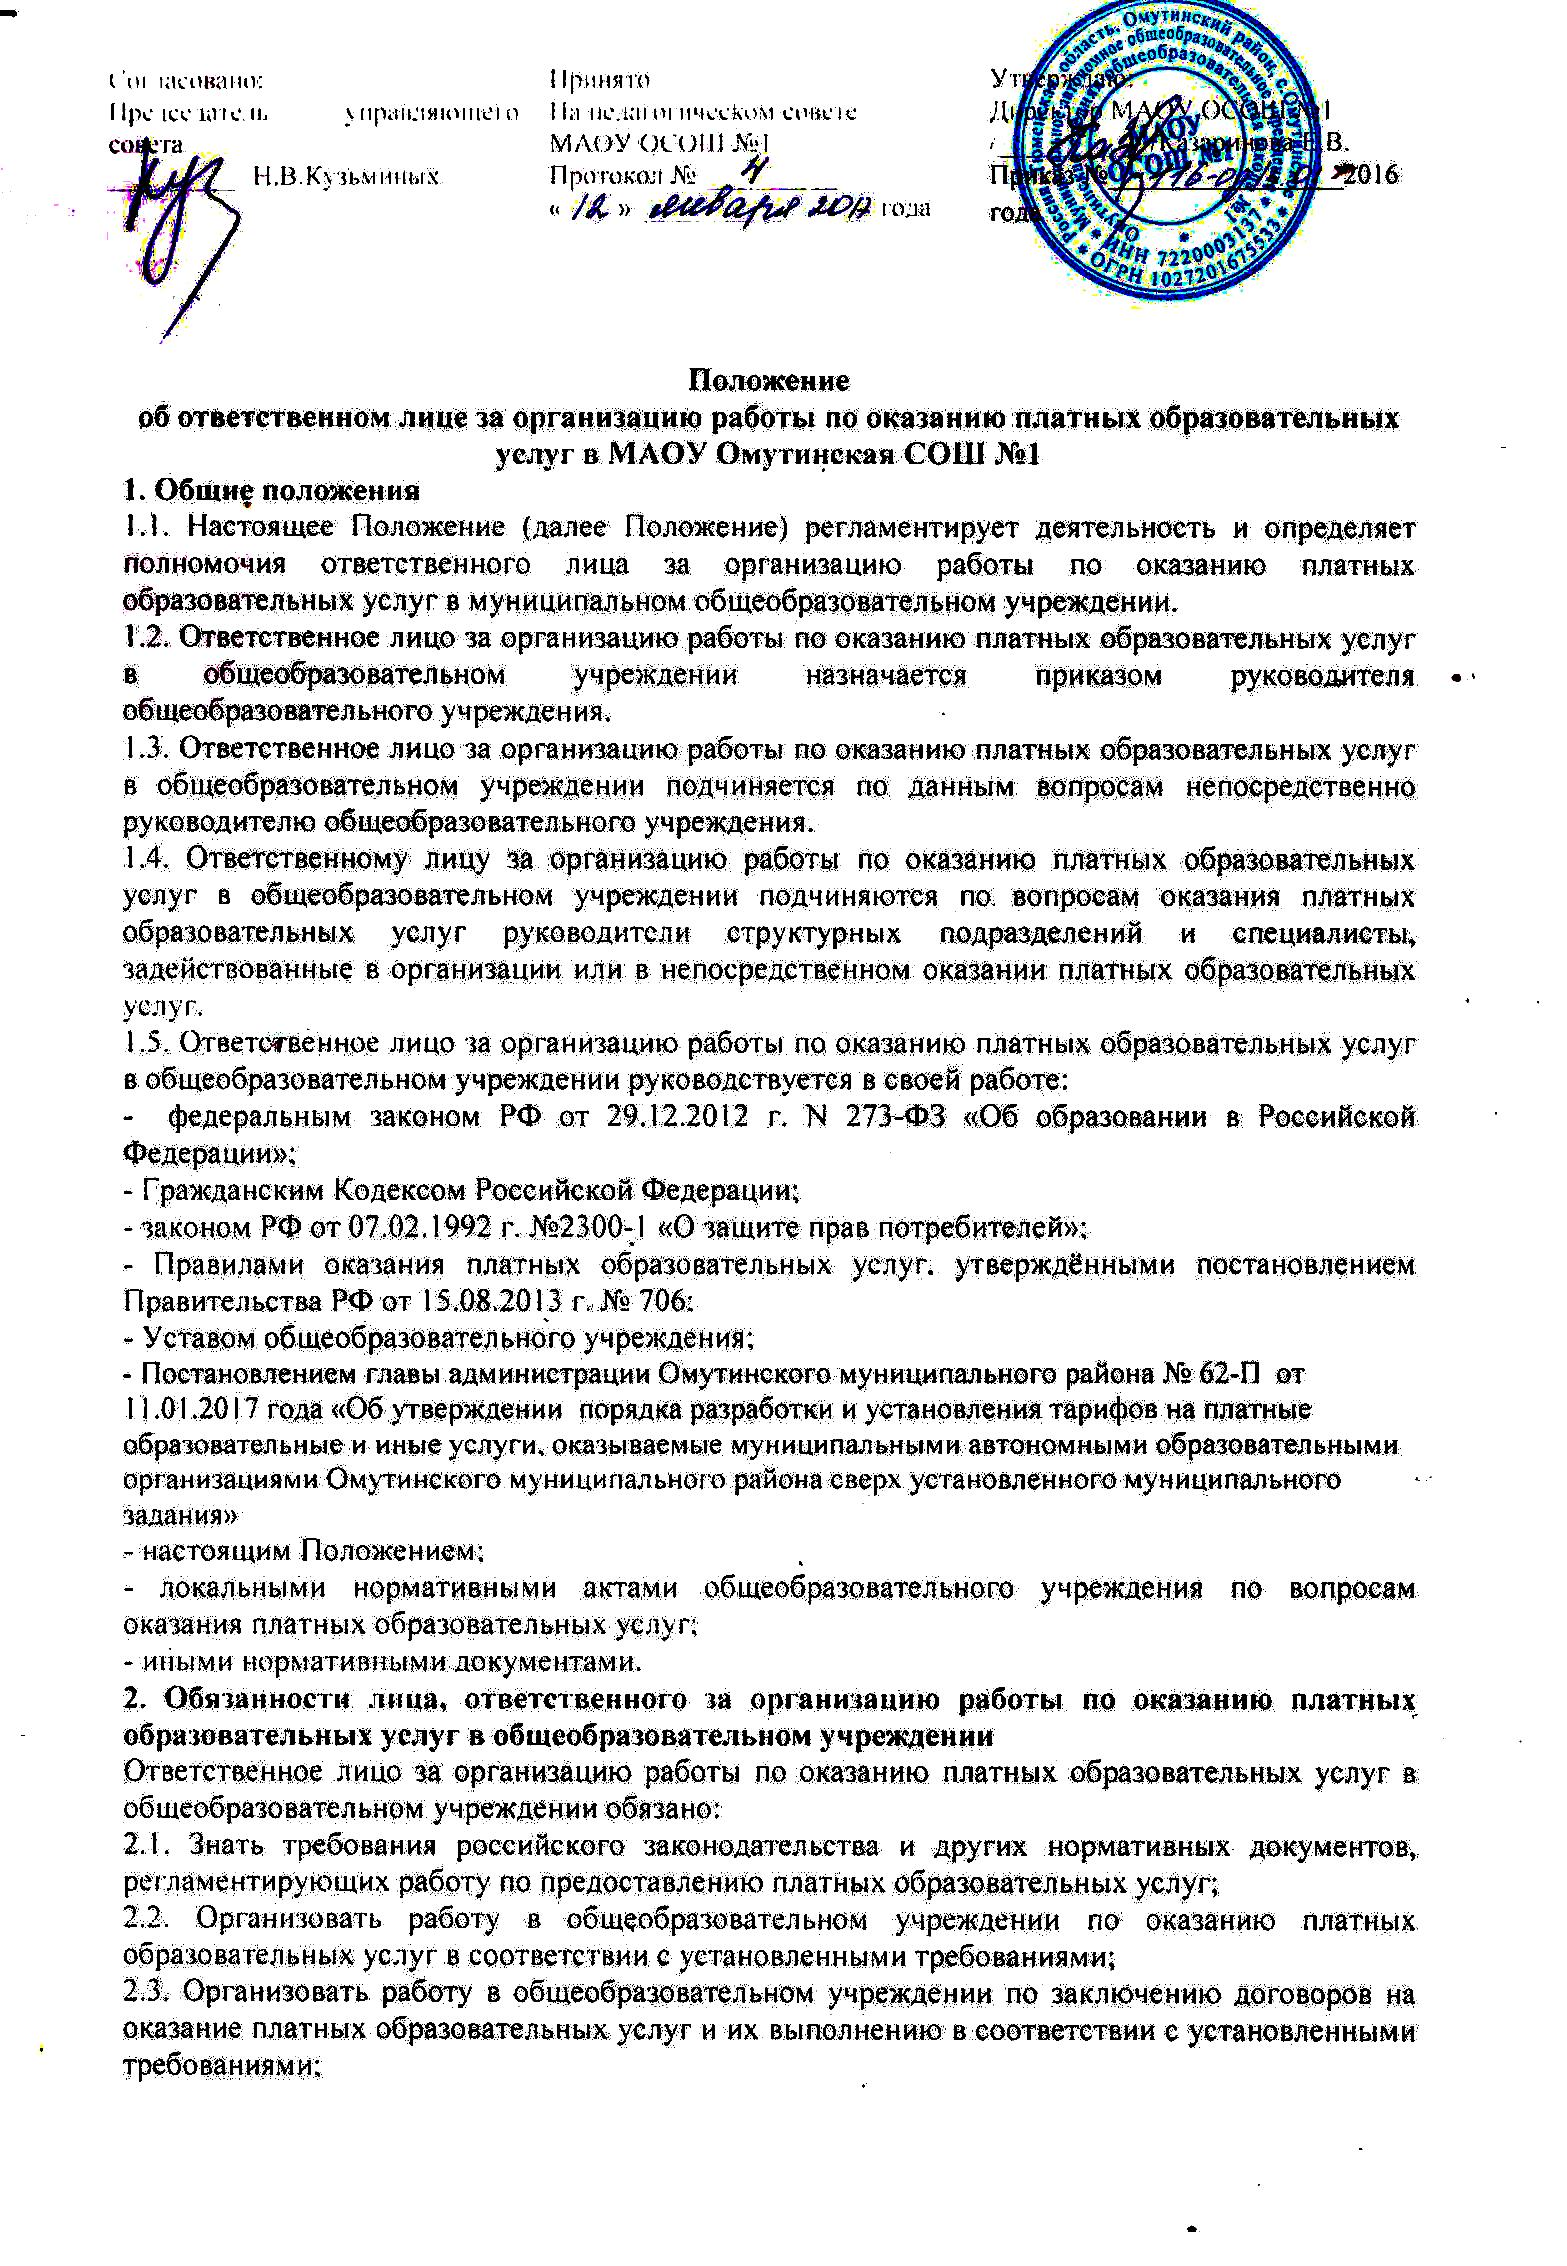 Согласовано:
Председатель управляющего
совета
Н.В.Кузьминых
Принято
На педагогическом совете
МАОУ ОСОШ №1
Протокол № 4
« 12 » января 2017 года
Утверждаю:
Директор МАОУ ОСОШ №1
/ Казаринова Е.В.
Приказ № 116-од 2016
года
МАОУ
ОСОШ №1
* ИНН 7220003137 *
* ОГРН 1027201675533 *
Положение
об ответственном лице за организацию работы по оказанию платных образовательных
услуг в МАОУ Омутинская СОШ №1
1. Общие положения
1.1. Настоящее Положение (далее Положение) регламентирует деятельность и определяет
полномочия ответственного лица за организацию работы по оказанию платных
образовательных услуг в муниципальном общеобразовательном учреждении.
1.2. Ответственное лицо за организацию работы по оказанию платных образовательных услуг
в общеобразовательном учреждении назначается приказом руководителя
общеобразовательного учреждения.
1.3. Ответственное лицо за организацию работы по оказанию платных образовательных услуг
в общеобразовательном учреждении подчиняется по данным вопросам непосредственно
руководителю общеобразовательного учреждения.
1.4. Ответственному лицу за организацию работы по оказанию платных образовательных
услуг в общеобразовательном учреждении подчиняются по вопросам оказания платных
образовательных услуг руководители структурных подразделений и специалисты,
задействованные в организации или в непосредственном оказании платных образовательных
услуг.
1.5. Ответственное лицо за организацию работы по оказанию платных образовательных услуг
в общеобразовательном учреждении руководствуется в своей работе:
- федеральным законом РФ от 29.12.2012 г. N 273-ФЗ «Об образовании в Российской
Федерации»;
- Гражданским Кодексом Российской Федерации;
- законом РФ от 07.02.1992 г. №2300-1 «О защите прав потребителей»;
- Правилами оказания платных образовательных услуг, утверждёнными постановлением
Правительства РФ от 15.08.2013 г. № 706;
- Уставом общеобразовательного учреждения;
- Постановлением главы администрации Омутинского муниципального района № 62-П от
11.01.2017 года «Об утверждении порядка разработки и установления тарифов на платные
образовательные и иные услуги, оказываемые муниципальными автономными образовательными
организациями Омутинского муниципального района сверх установленного муниципального
задания»
- настоящим Положением;
- локальными нормативными актами общеобразовательного учреждения по вопросам
оказания платных образовательных услуг;
- иными нормативными документами.
2. Обязанности лица, ответственного за организацию работы по оказанию платных
образовательных услуг в общеобразовательном учреждении
Ответственное лицо за организацию работы по оказанию платных образовательных услуг в
общеобразовательном учреждении обязано:
2.1. Знать требования российского законодательства и других нормативных документов,
регламентирующих работу по предоставлению платных образовательных услуг;
2.2. Организовать работу в общеобразовательном учреждении по оказанию платных
образовательных услуг в соответствии с установленными требованиями;
2.3. Организовать работу в общеобразовательном учреждении по заключению договоров на
оказание платных образовательных услуг и их выполнению в соответствии с установленными
требованиями;